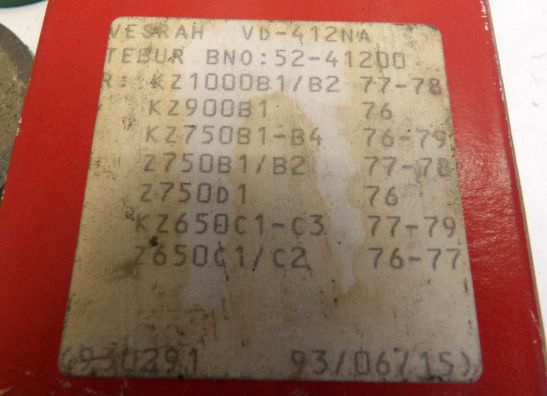 VESRAH VD-412NA
TEBUR BNO:52-41200
R: KZ1000B1/B2 77-78
KZ900B1 76
KZ750B1-B4 76-79
Z750B1/B2 77-78
Z750D1 76
KZ650C1-C3 77-79
Z650C1/C2 76-77
(930291 93/06/15)